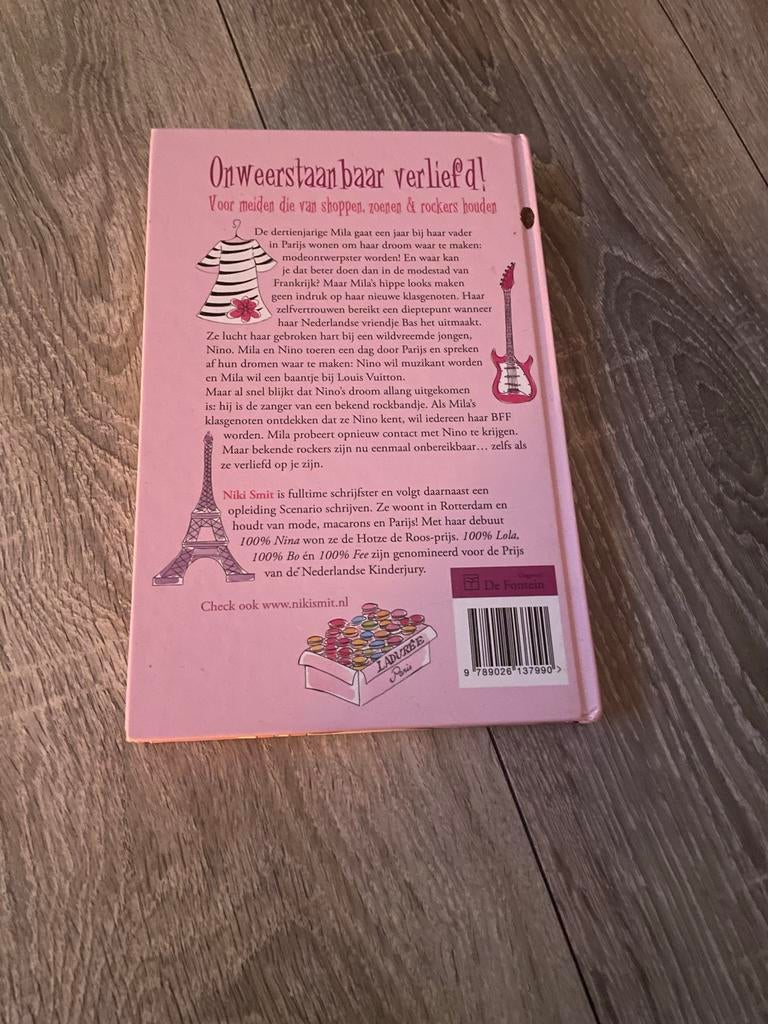 Onweerstaanbaar verliefd!
Voor meiden die van shoppen, zoenen & rockers houden
De dertienjarige Mila gaat een jaar bij haar vader
in Parijs wonen om haar droom waar te maken:
modeontwerpster worden! En waar kan
je dat beter doen dan in de modestad van
Frankrijk? Maar Mila's hippe looks maken
geen indruk op haar nieuwe klasgenoten. Haar
zelfvertrouwen bereikt een dieptepunt wanneer
haar Nederlandse vriendje Bas het uitmaakt.
Ze lucht haar gebroken hart bij een wildvreemde jongen,
Nino. Mila en Nino toeren een dag door Parijs en spreken
af hun dromen waar te maken: Nino wil muzikant worden
en Mila wil een baantje bij Louis Vuitton.
Maar al snel blijkt dat Nino's droom allang uitgekomen
is: hij is de zanger van een bekend rockbandje. Als Mila's
klasgenoten ontdekken dat ze Nino kent, wil iedereen haar BFF
worden. Mila probeert opnieuw contact met Nino te krijgen.
Maar bekende rockers zijn nu eenmaal onbereikbaar... zelfs als
ze verliefd op je zijn.
Niki Smit is fulltime schrijfster en volgt daarnaast een
opleiding Scenario schrijven. Ze woont in Rotterdam en
houdt van mode, macarons en Parijs! Met haar debuut
100% Nina won ze de Hotze de Roos-prijs. 100% Lola,
100% Bo én 100% Fee zijn genomineerd voor de Prijs
van de Nederlandse Kinderjury.
Uitgeverij
De Fontein
Check ook www.nikismit.nl
LADURÉE
Paris
9 789026 137990 >